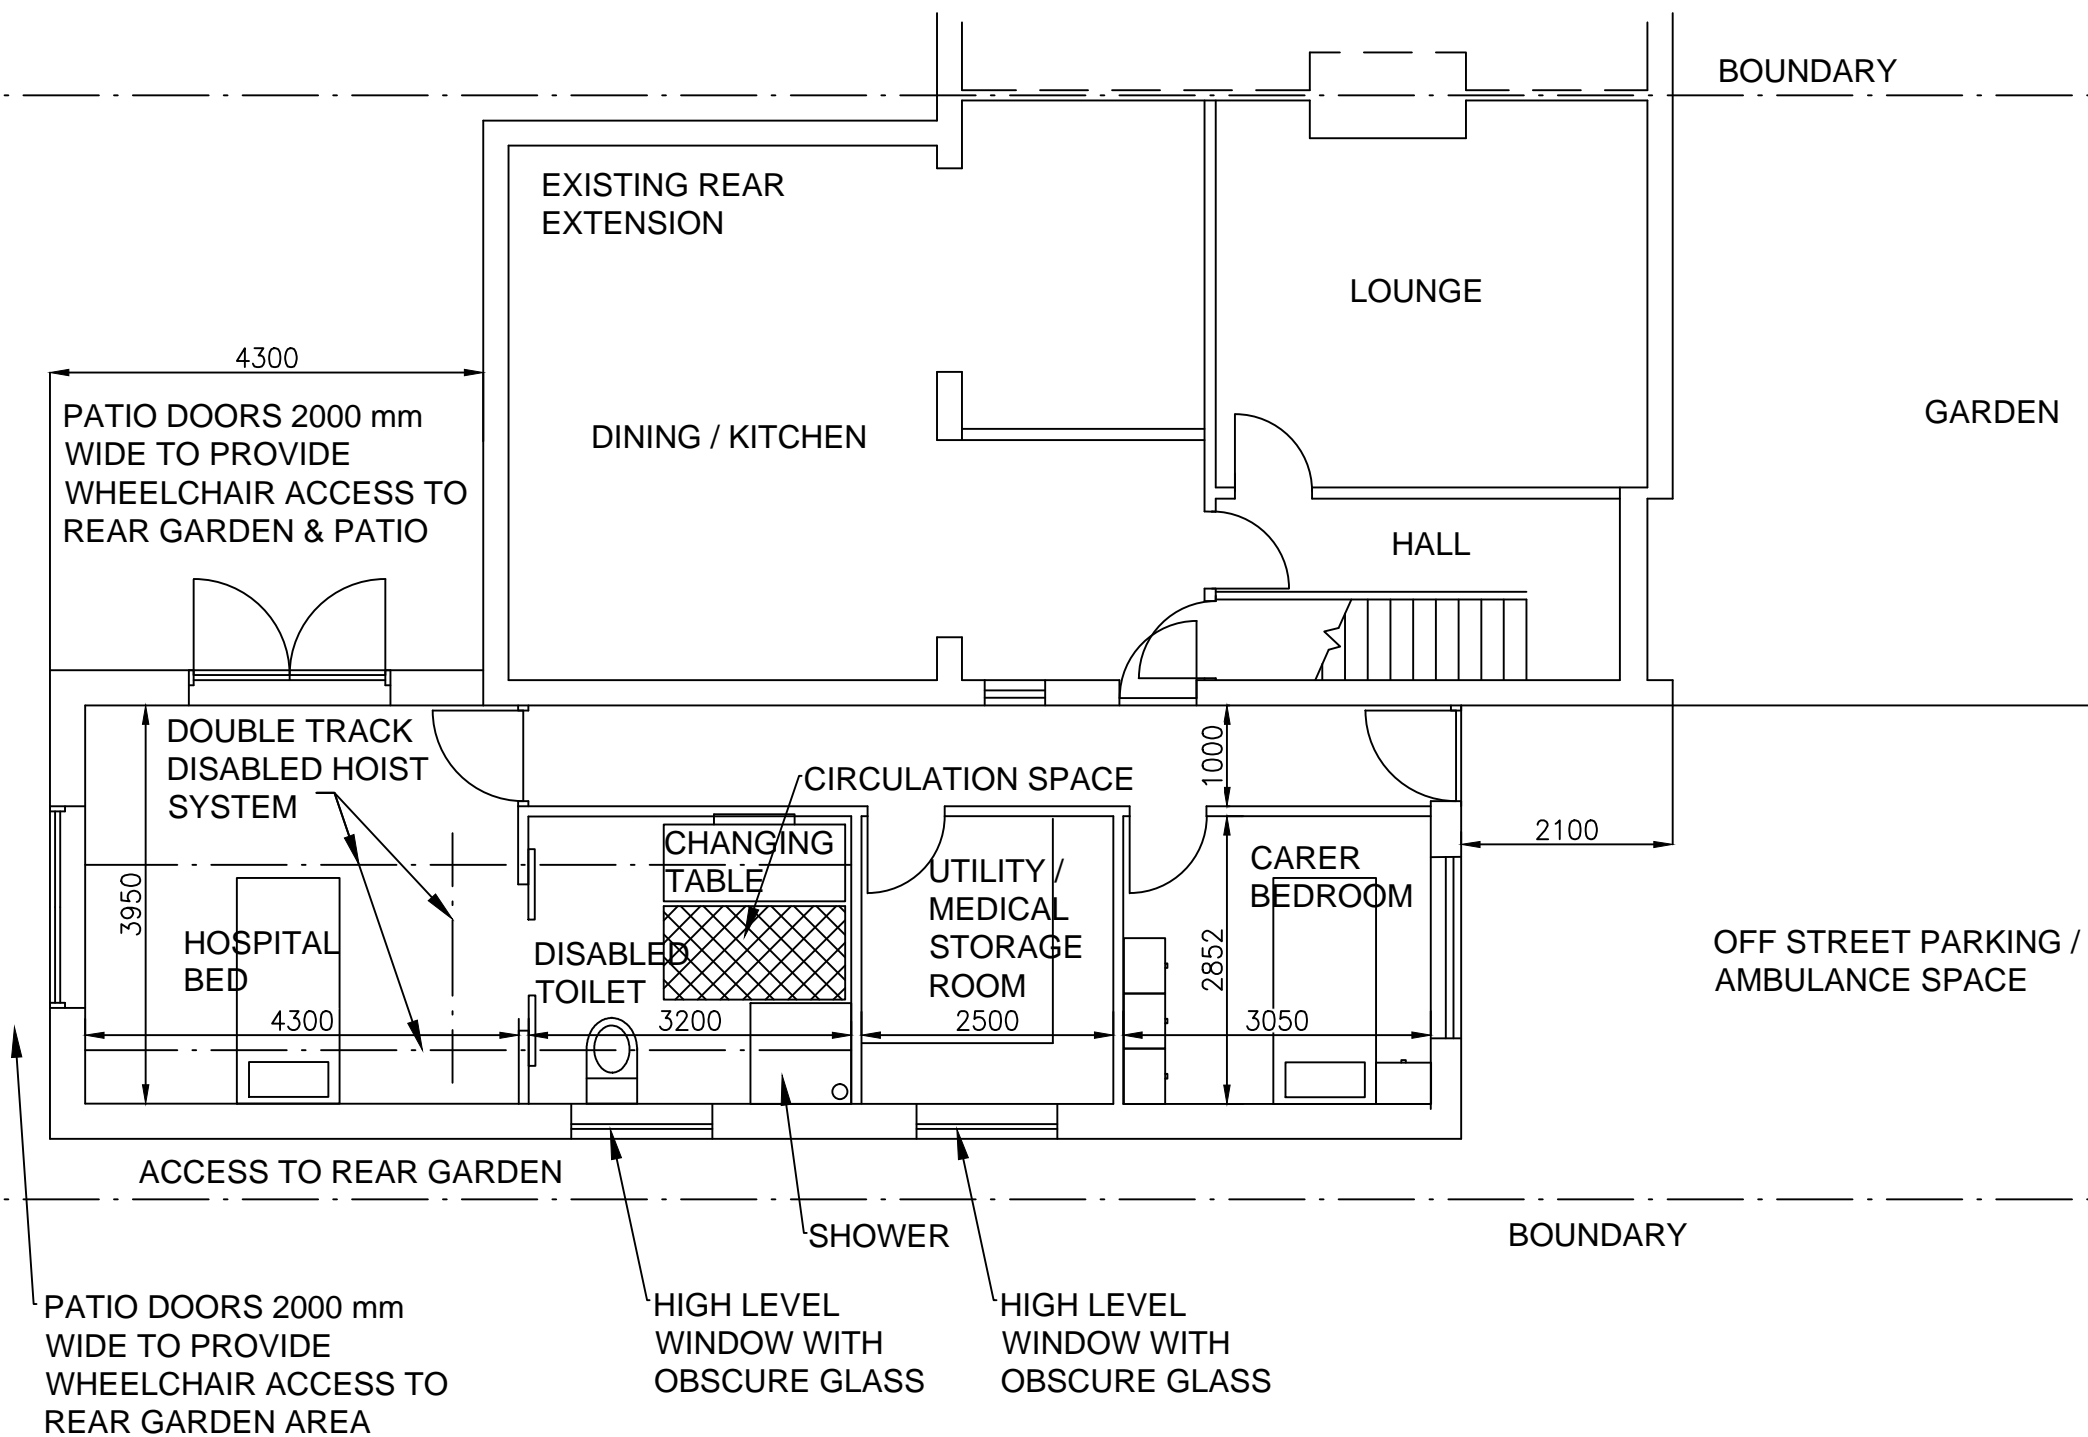 BOUNDARY
EXISTING REAR
EXTENSION
LOUNGE
4300
PATIO DOORS 2000 mm
WIDE TO PROVIDE
WHEELCHAIR ACCESS TO
REAR GARDEN & PATIO
DINING / KITCHEN
GARDEN
HALL
DOUBLE TRACK
DISABLED HOIST
SYSTEM
CIRCULATION SPACE
1000
2100
CHANGING
TABLE
UTILITY /
MEDICAL
STORAGE
ROOM
CARER
BEDROOM
3950
HOSPITAL
BED
DISABLED
TOILET
2852
OFF STREET PARKING /
AMBULANCE SPACE
4300
3200
2500
3050
ACCESS TO REAR GARDEN
SHOWER
BOUNDARY
PATIO DOORS 2000 mm
WIDE TO PROVIDE
WHEELCHAIR ACCESS TO
REAR GARDEN AREA
HIGH LEVEL
WINDOW WITH
OBSCURE GLASS
HIGH LEVEL
WINDOW WITH
OBSCURE GLASS